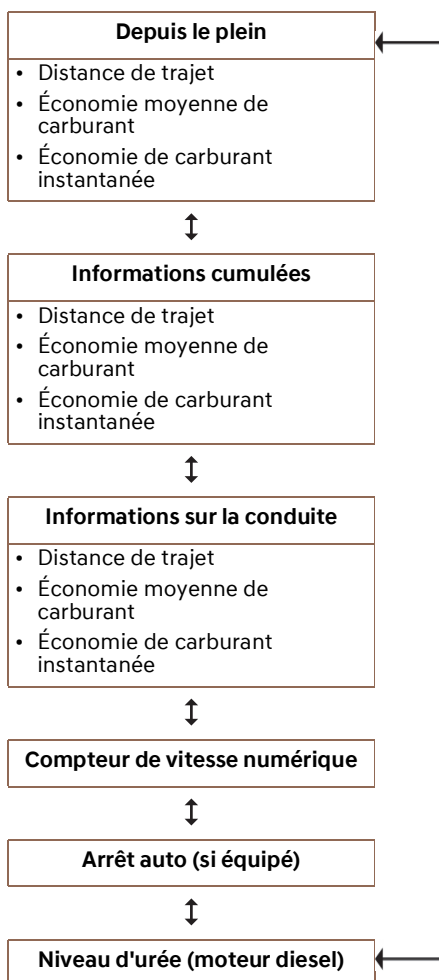 Depuis le plein
• Distance de trajet
• Économie moyenne de
carburant
• Économie de carburant
instantanée
Informations cumulées
• Distance de trajet
• Économie moyenne de
carburant
• Économie de carburant
instantanée
Informations sur la conduite
• Distance de trajet
• Économie moyenne de
carburant
• Économie de carburant
instantanée
Compteur de vitesse numérique
Arrêt auto (si équipé)
Niveau d'urée (moteur diesel)